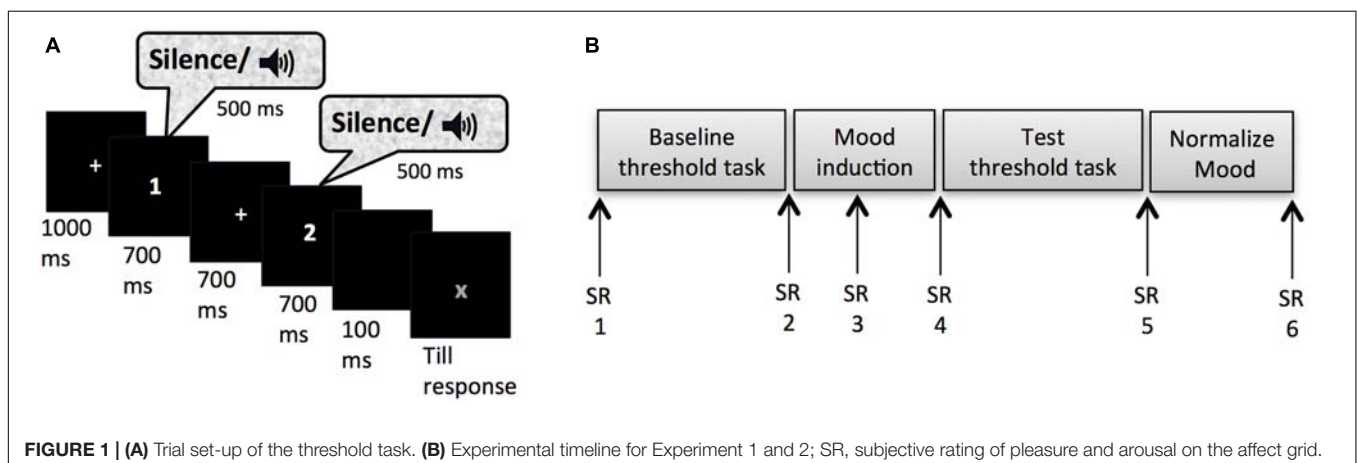 A
Silence/
500 ms
Silence/
500 ms
+
1000
ms
1
700
ms
+
700
ms
2
700
ms
100
ms
x
Till
response
B
Baseline
threshold task
Mood
induction
Test
threshold task
Normalize
Mood
SR
1
SR
2
SR
3
SR
4
SR
5
SR
6
FIGURE 1 | (A) Trial set-up of the threshold task. (B) Experimental timeline for Experiment 1 and 2; SR, subjective rating of pleasure and arousal on the affect grid.